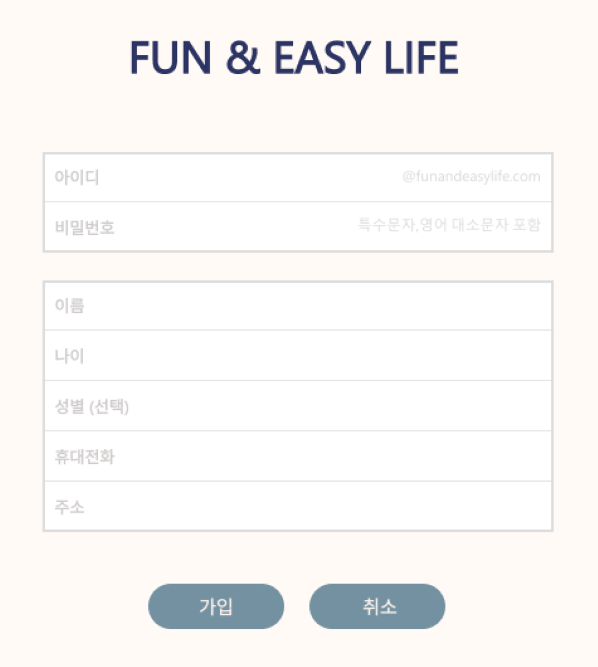 FUN & EASY LIFE
아이디 @funandeasylife.com
비밀번호 특수문자,영어 대소문자 포함
이름
나이
성별 (선택)
휴대전화
주소
가입 취소